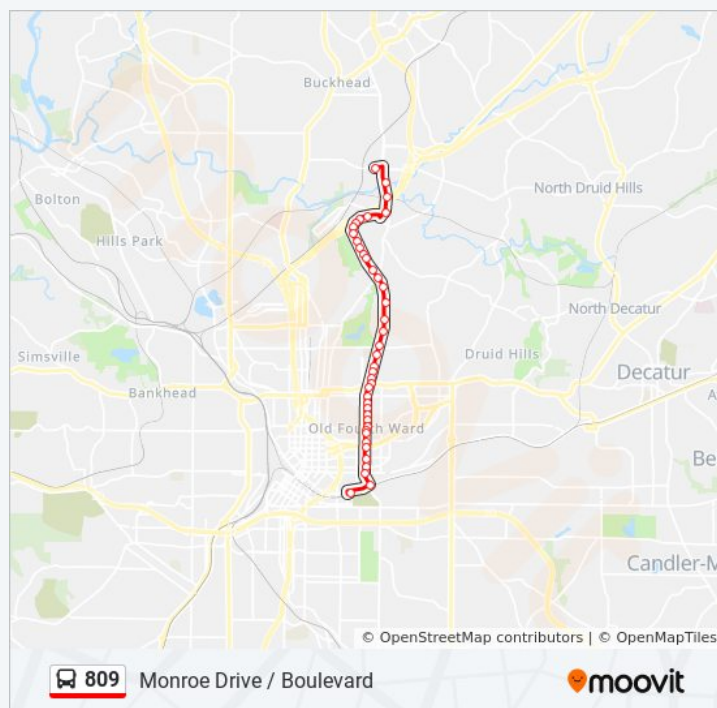 Buckhead
Bolton
North Druid Hills
Hills Park
North Decatur
Simsville
Druid Hills
Decatur
Bankhead
A
Old Fourth Ward
Be
Candler-M
© OpenStreetMap contributors | © OpenMapTiles
809 Monroe Drive / Boulevard
moovit